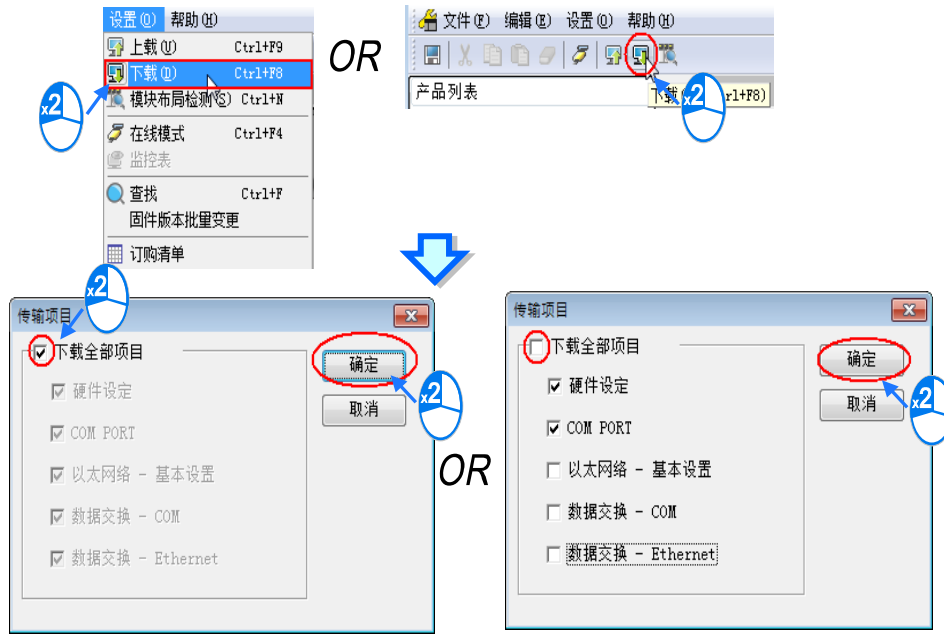 设置(O) 帮助(H)
上载(U) Ctrl+F9
下载(D) Ctrl+F8
模块布局检测(S) Ctrl+N
在线模式 Ctrl+F4
监控表
查找 Ctrl+F
固件版本批量变更
订购清单
x2
OR
文件(F) 编辑(E) 设置(O) 帮助(H)
产品列表
下载 rl+F8)
x2
传输项目
x2
下载全部项目
硬件设定
COM PORT
以太网络 - 基本设置
数据交换 - COM
数据交换 - Ethernet
确定
取消
x2
OR
传输项目
下载全部项目
硬件设定
COM PORT
以太网络 - 基本设置
数据交换 - COM
数据交换 - Ethernet
确定
取消
x2